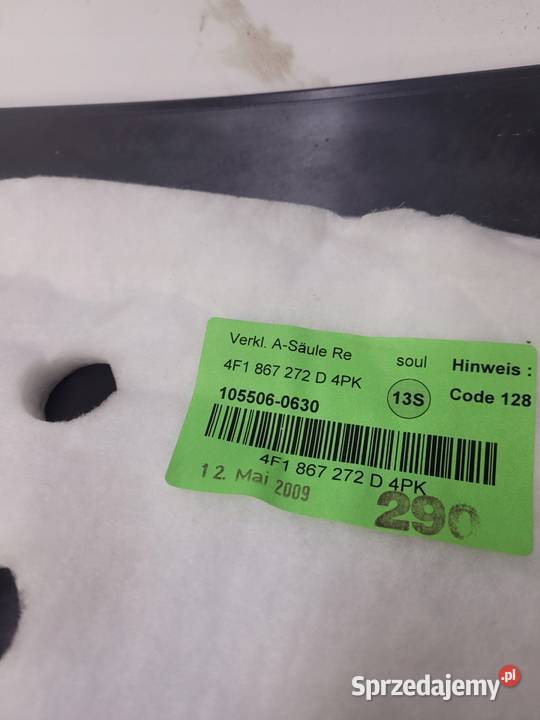 Verkl. A-Säule Re
soul
Hinweis :
4F1 867 272 D 4PK
13S
Code 128
105506-0630
4F1 867 272 D 4PK
12. Mai 2009
290
Sprzedajemy.pl